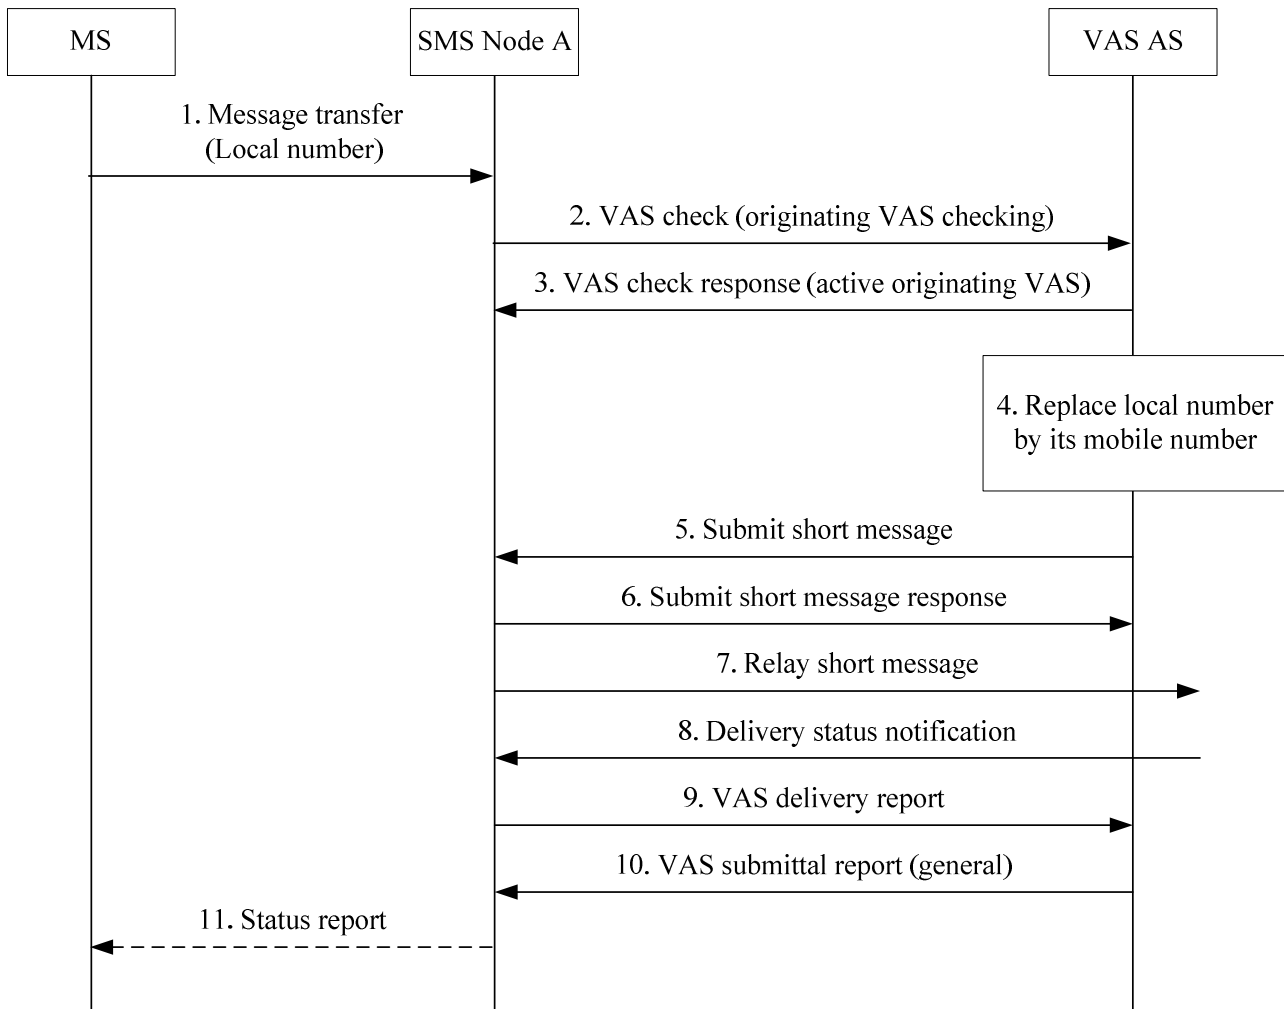 MS
SMS Node A
VAS AS
1. Message transfer
(Local number)
2. VAS check (originating VAS checking)
3. VAS check response (active originating VAS)
4. Replace local number
by its mobile number
5. Submit short message
6. Submit short message response
7. Relay short message
8. Delivery status notification
9. VAS delivery report
10. VAS submittal report (general)
11. Status report